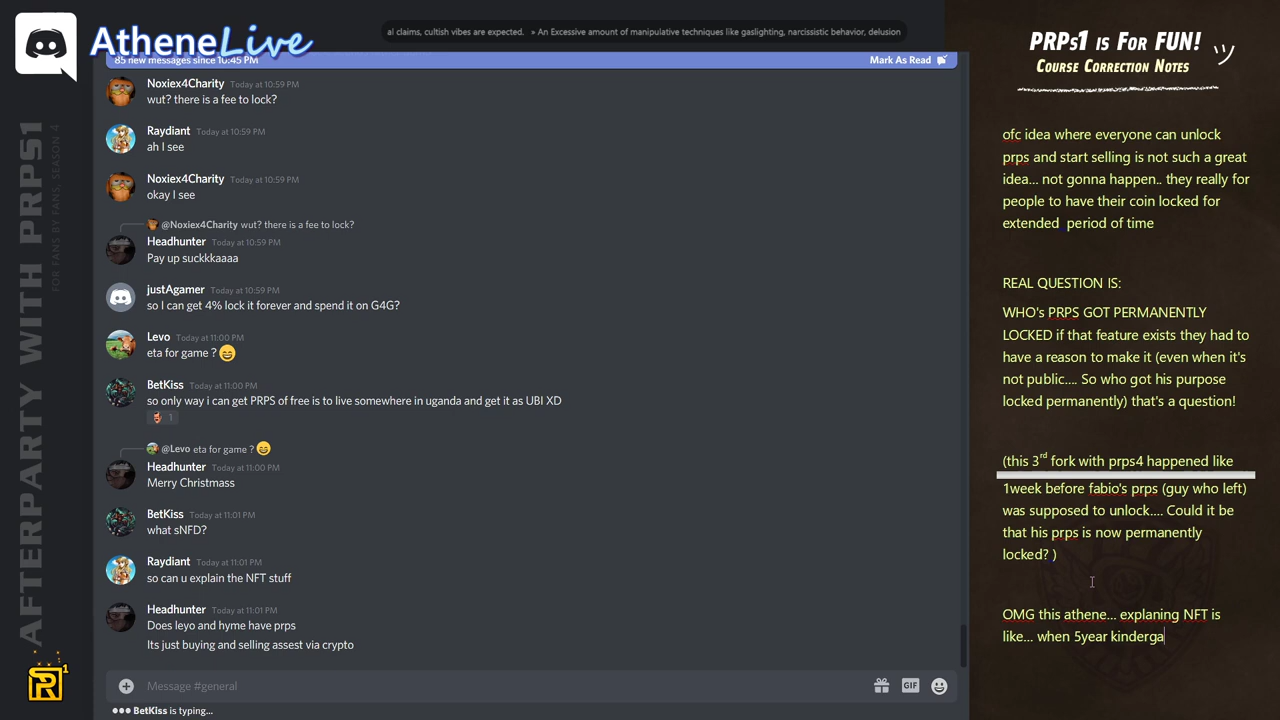 AtheneLive
al claims, cultish vibes are expected.   » An Excessive amount of manipulative techniques like gaslighting, narcissistic behavior, delusion
85 new messages since 10:45 PM
Mark As Read
Noxiex4Charity Today at 10:59 PM
wut? there is a fee to lock?
Raydiant Today at 10:59 PM
ah I see
Noxiex4Charity Today at 10:59 PM
okay I see
@Noxiex4Charity wut? there is a fee to lock?
Headhunter Today at 10:59 PM
Pay up suckkkaaaa
justAgamer Today at 10:59 PM
so I can get 4% lock it forever and spend it on G4G?
Levo Today at 11:00 PM
eta for game ? 😄
BetKiss Today at 11:00 PM
so only way i can get PRPS of free is to live somewhere in uganda and get it as UBI XD
1
@Levo eta for game ? 😄
Headhunter Today at 11:00 PM
Merry Christmass
BetKiss Today at 11:01 PM
what sNFD?
Raydiant Today at 11:01 PM
so can u explain the NFT stuff
Headhunter Today at 11:01 PM
Does leyo and hyme have prps
Its just buying and selling assest via crypto
Message #general
GIF
BetKiss is typing...
AFTERPARTY WITH PRPS1
FOR FANS BY FANS, SEASON 4
R1
PRPs1 is For FUN!
Course Correction Notes
ツ
ofc idea where everyone can unlock
prps and start selling is not such a great
idea... not gonna happen.. they really for
people to have their coin locked for
extended  period of time
REAL QUESTION IS:
WHO's PRPS GOT PERMANENTLY
LOCKED if that feature exists they had to
have a reason to make it (even when it's
not public.... So who got his purpose
locked permanently) that's a question!
(this 3rd fork with prps4 happened like
1week before fabio's prps (guy who left)
was supposed to unlock.... Could it be
that his prps is now permanently
locked? )
OMG this athene... explaning NFT is
like... when 5year kinderga